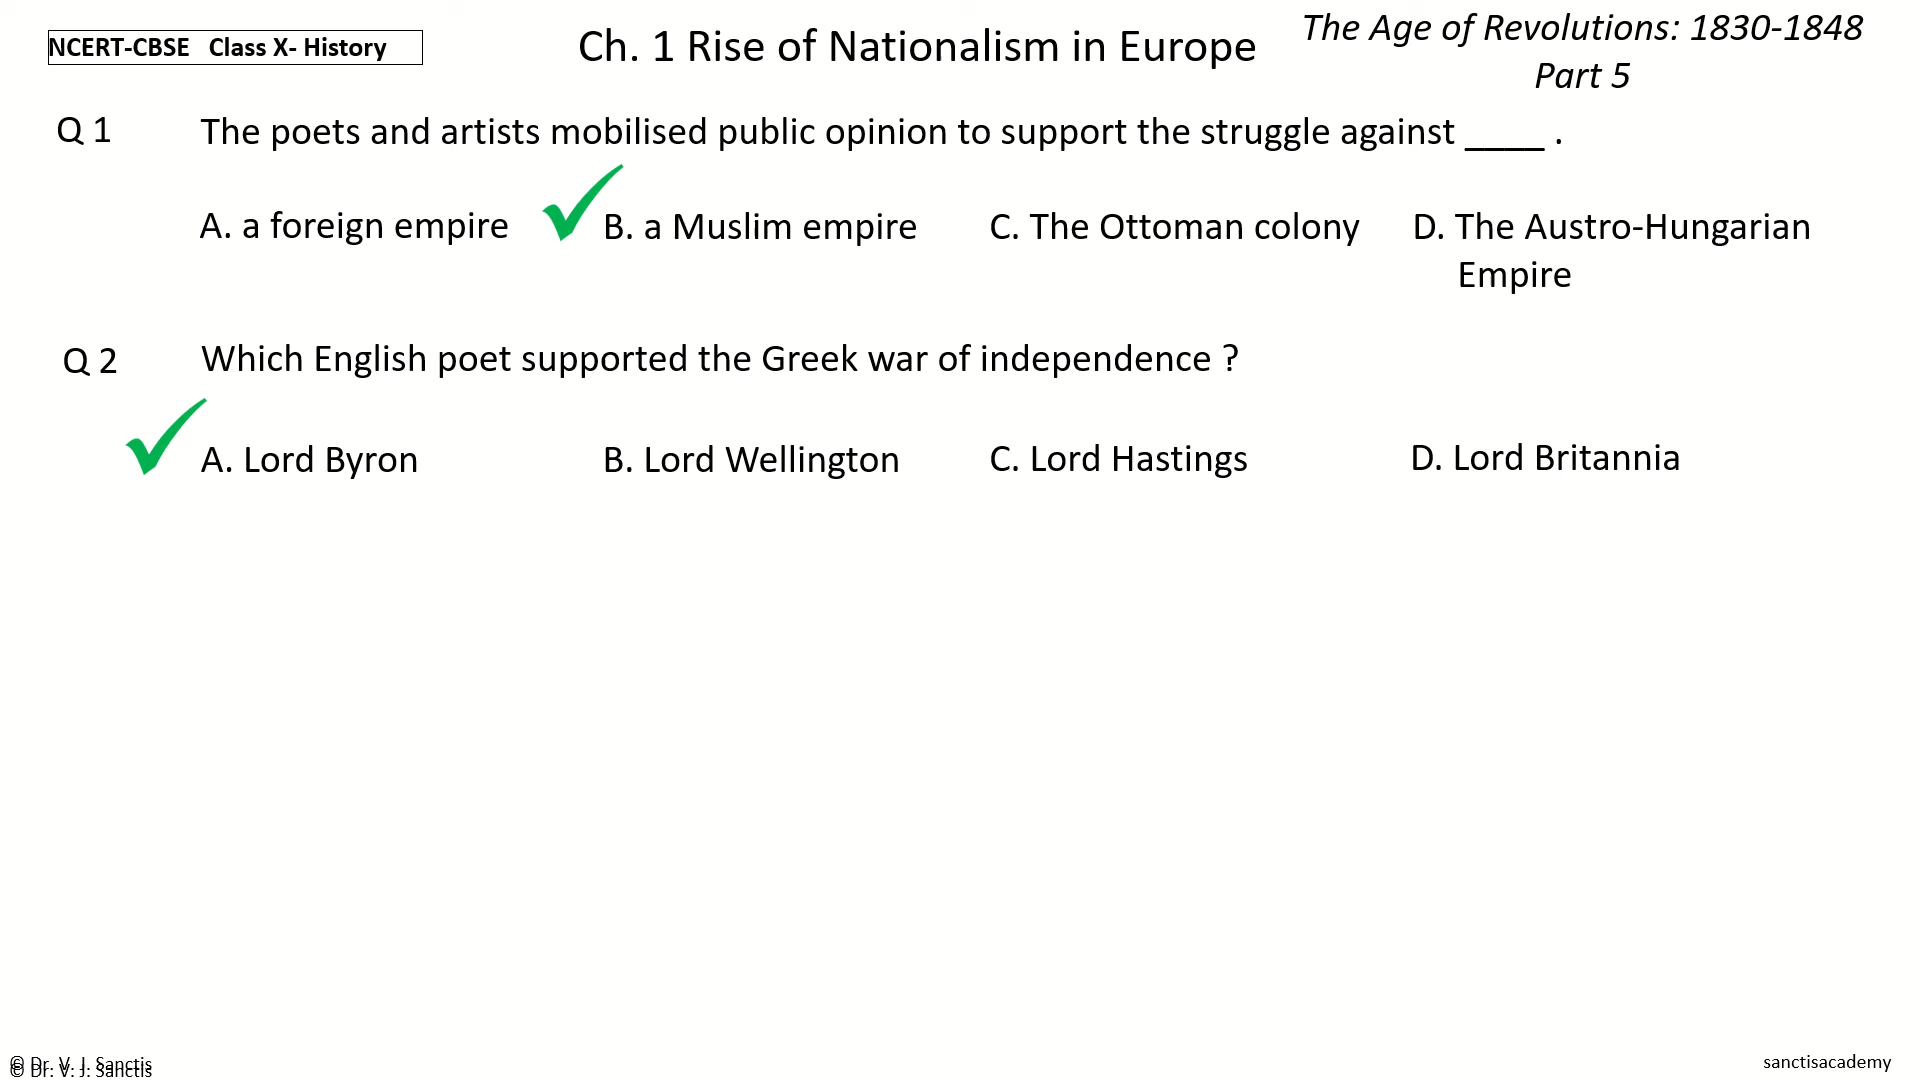 NCERT-CBSE Class X- History
Ch. 1 Rise of Nationalism in Europe
The Age of Revolutions: 1830-1848
Part 5
Q 1 The poets and artists mobilised public opinion to support the struggle against ____ .
A. a foreign empire B. a Muslim empire C. The Ottoman colony D. The Austro-Hungarian
Empire
Q 2 Which English poet supported the Greek war of independence ?
A. Lord Byron B. Lord Wellington C. Lord Hastings D. Lord Britannia
© Dr. V. J. Sanctis
© Dr. V. J. Sanctis
sanctisacademy